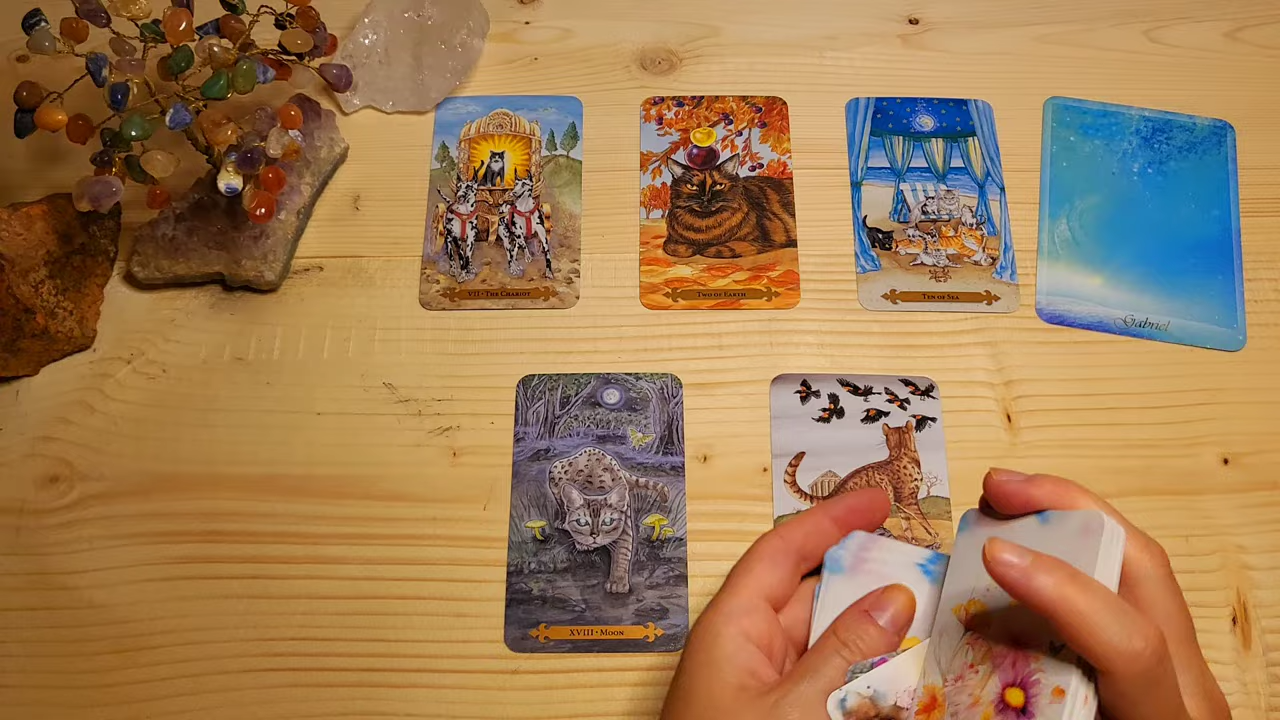 VII • The Chariot
Two of Earth
Ten of Sea
Gabriel
XVIII • Moon